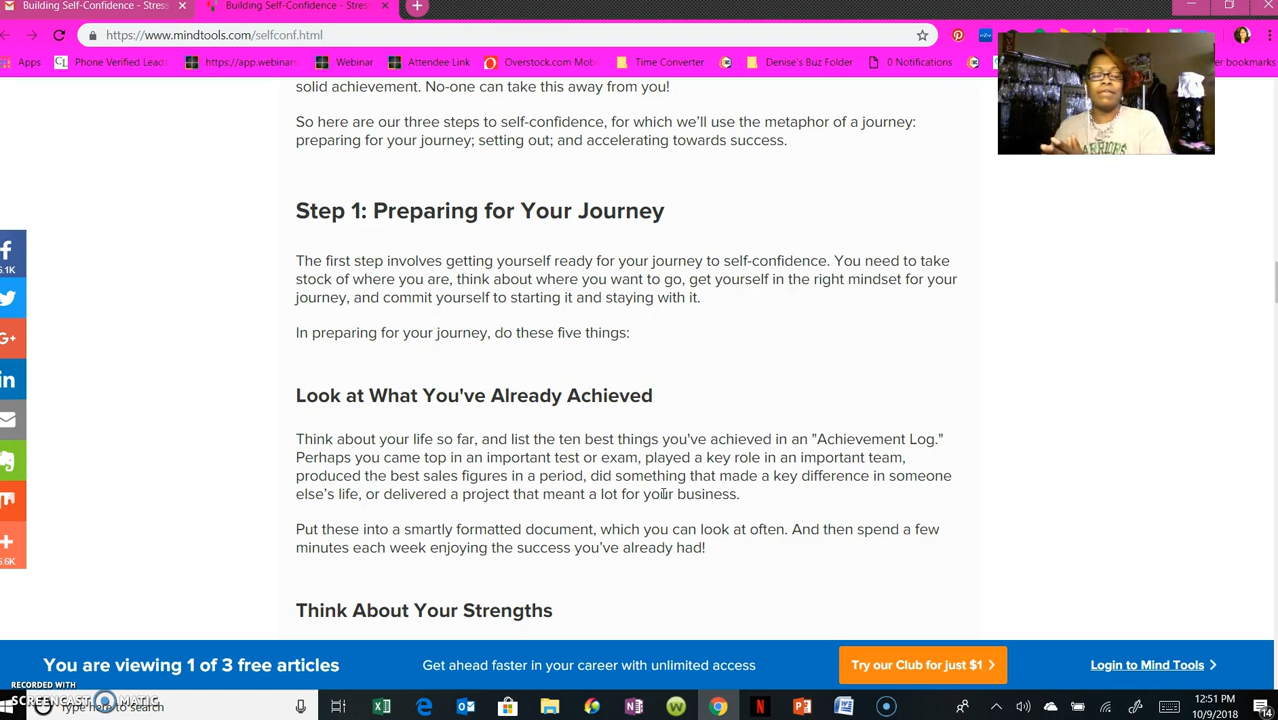 Building Self-Confidence - Stress
Building Self-Confidence - Stres
https://www.mindtools.com/selfconf.html
Apps
Phone Verified Leads
https://app.webinars
Webinar
Attendee Link
Overstock.com Mob
Time Converter
Denise's Buz Folder
0 Notifications
er bookmarks
solid achievement. No-one can take this away from you!
So here are our three steps to self-confidence, for which we'll use the metaphor of a journey:
preparing for your journey; setting out; and accelerating towards success.
Step 1: Preparing for Your Journey
The first step involves getting yourself ready for your journey to self-confidence. You need to take
stock of where you are, think about where you want to go, get yourself in the right mindset for your
journey, and commit yourself to starting it and staying with it.
In preparing for your journey, do these five things:
Look at What You've Already Achieved
Think about your life so far, and list the ten best things you've achieved in an "Achievement Log."
Perhaps you came top in an important test or exam, played a key role in an important team,
produced the best sales figures in a period, did something that made a key difference in someone
else's life, or delivered a project that meant a lot for your business.
Put these into a smartly formatted document, which you can look at often. And then spend a few
minutes each week enjoying the success you've already had!
Think About Your Strengths
5.1K
G+
in
5.6K
You are viewing 1 of 3 free articles
Get ahead faster in your career with unlimited access
Try our Club for just $1
Login to Mind Tools
RECORDED WITH
SCREENCAST MATIC
Type here to search
12:51 PM
10/9/2018
14